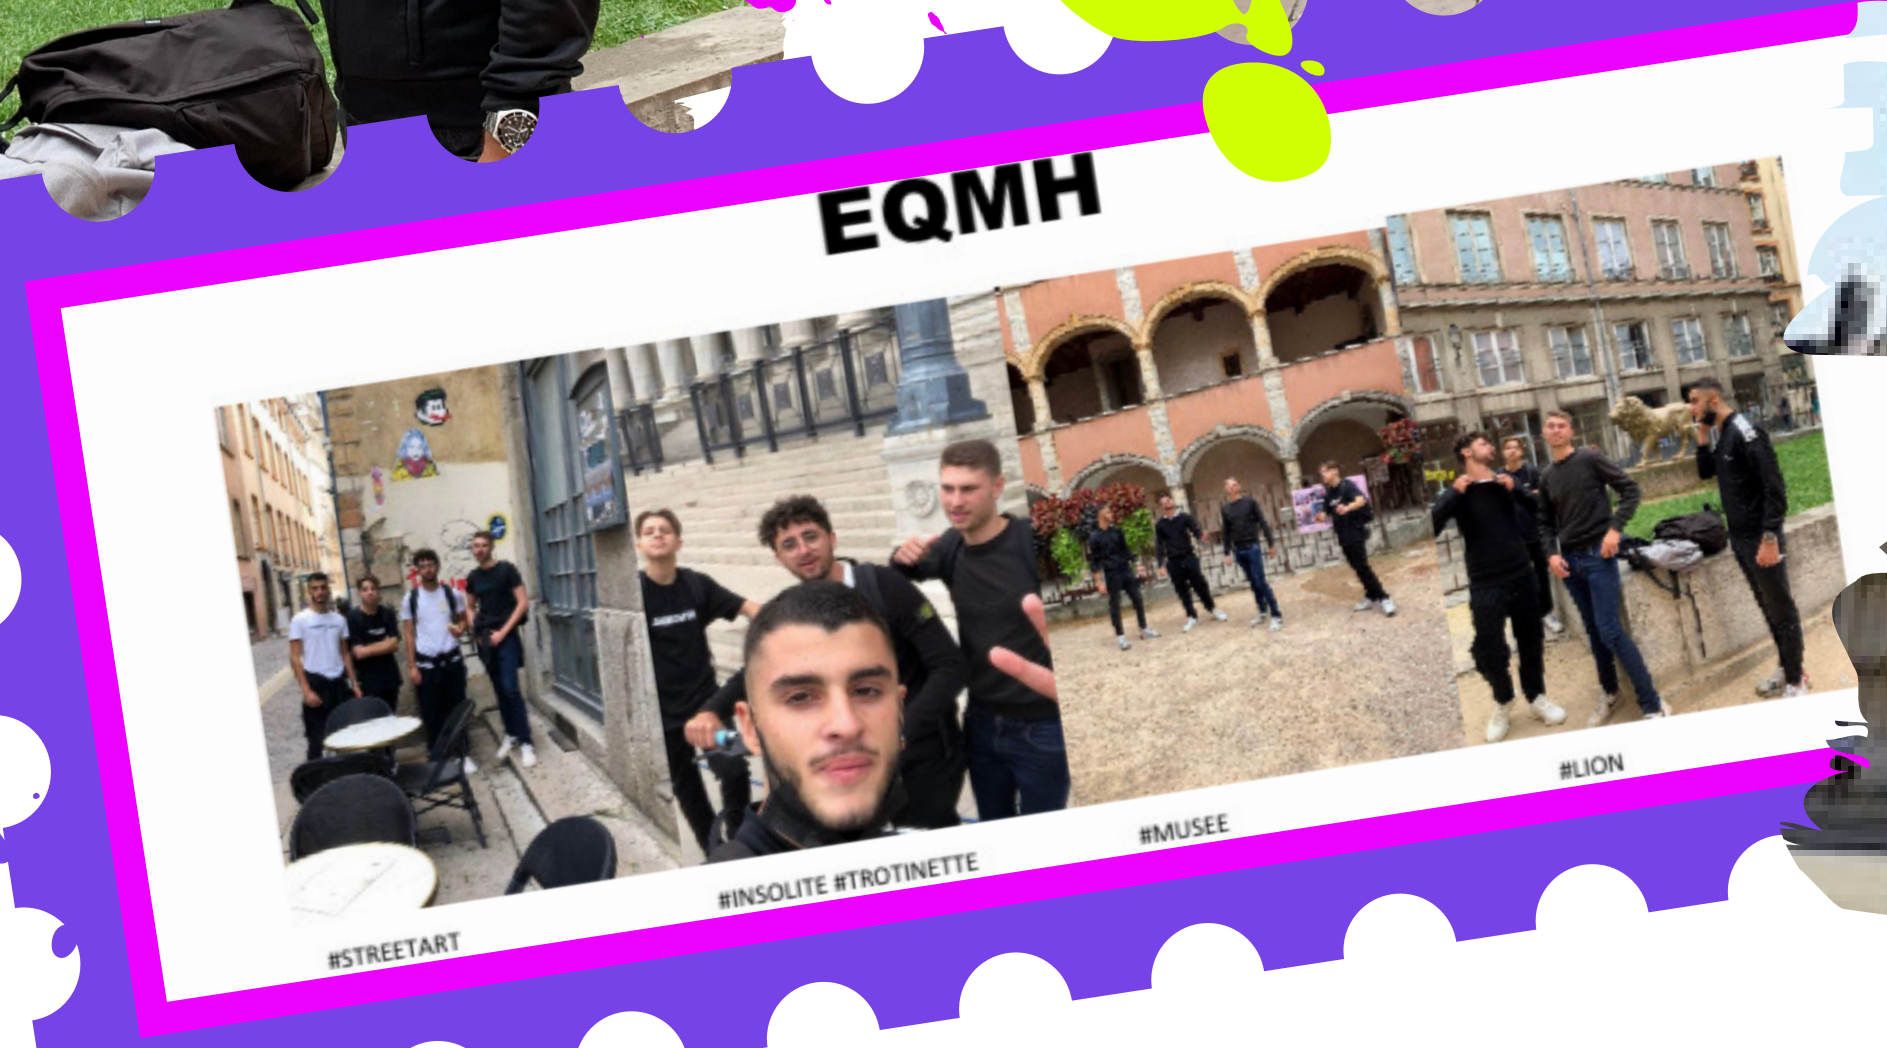 EQMH
#STREETART
#INSOLITE #TROTINETTE
#MUSEE
#LION